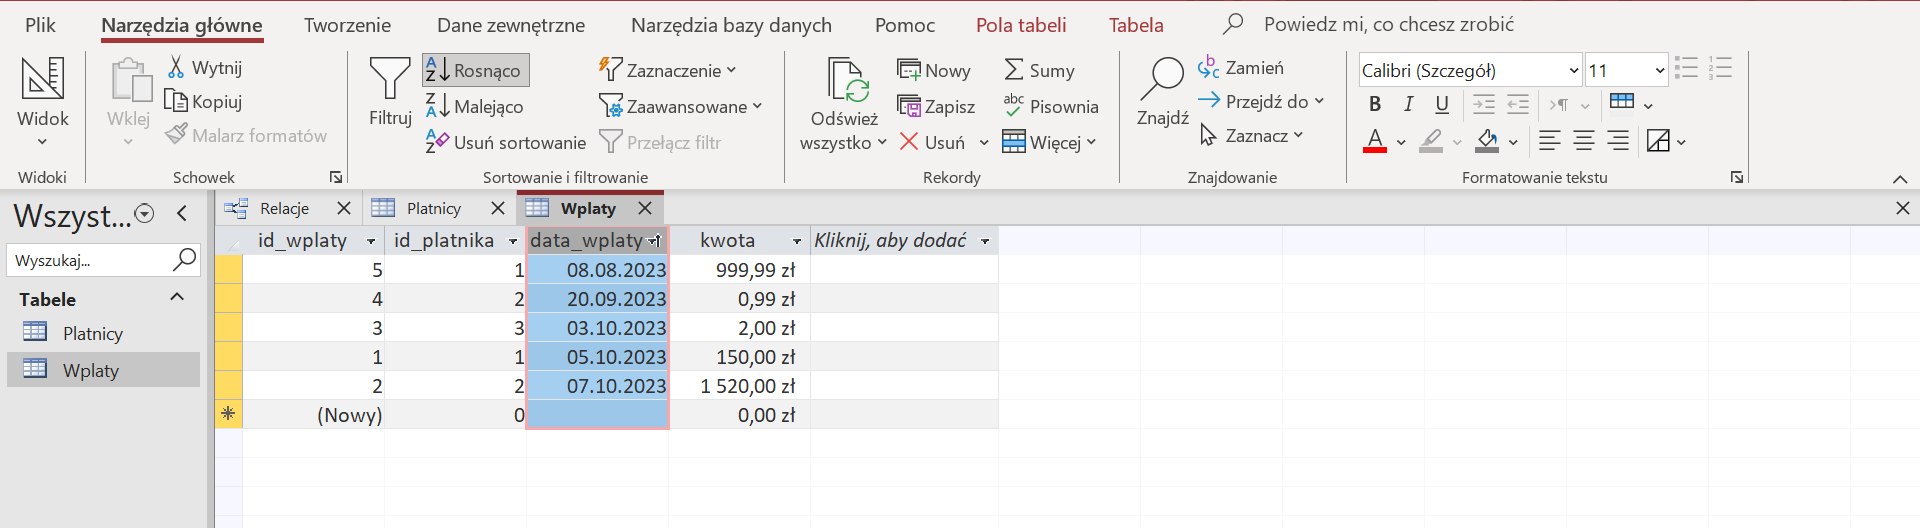 Plik Narzędzia główne Tworzenie Dane zewnętrzne Narzędzia bazy danych Pomoc Pola tabeli Tabela Powiedz mi, co chcesz zrobić
Widok
Widoki
Wklej
Wytnij
Kopiuj
Malarz formatów
Schowek
Filtruj
Rosnąco
Malejąco
Usuń sortowanie
Zaznaczenie
Zaawansowane
Przełącz filtr
Sortowanie i filtrowanie
Odśwież
wszystko
Nowy
Zapisz
Usuń
Sumy
Pisownia
Więcej
Rekordy
Znajdź
Zamień
Przejdź do
Zaznacz
Znajdowanie
Calibri (Szczegół) 11
B I U
A
Formatowanie tekstu
Wszyst...
Wyszukaj...
Tabele
Platnicy
Wplaty
Relacje Platnicy Wplaty
id_wplaty id_platnika data_wplaty kwota Kliknij, aby dodać
5 1 08.08.2023 999,99 zł
4 2 20.09.2023 0,99 zł
3 3 03.10.2023 2,00 zł
1 1 05.10.2023 150,00 zł
2 2 07.10.2023 1 520,00 zł
(Nowy) 0 0,00 zł